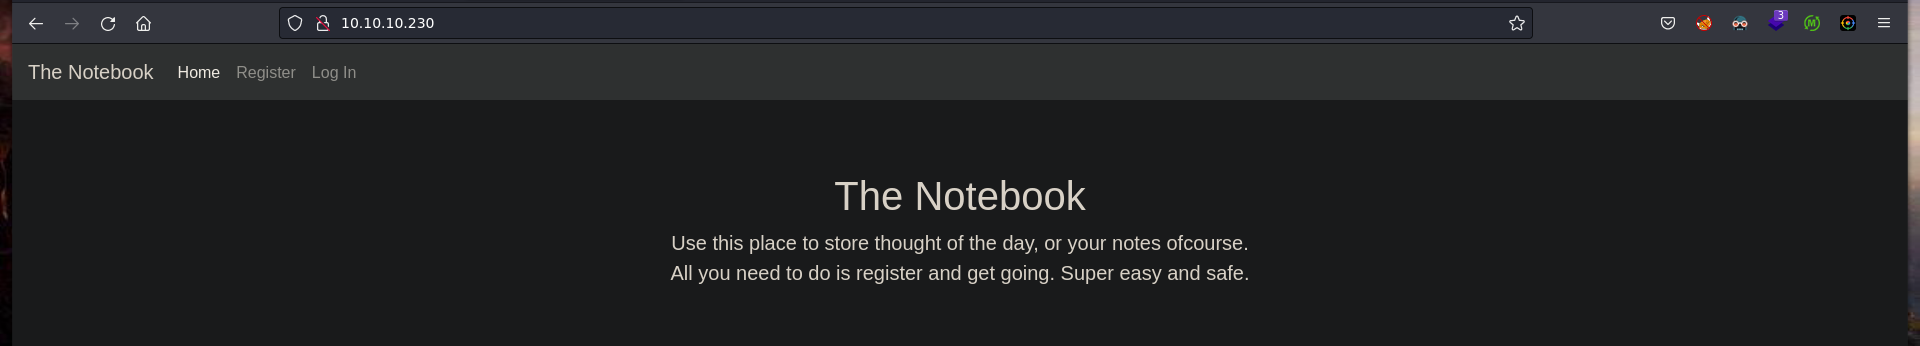 10.10.10.230
3
The Notebook Home Register Log In
The Notebook
Use this place to store thought of the day, or your notes ofcourse.
All you need to do is register and get going. Super easy and safe.